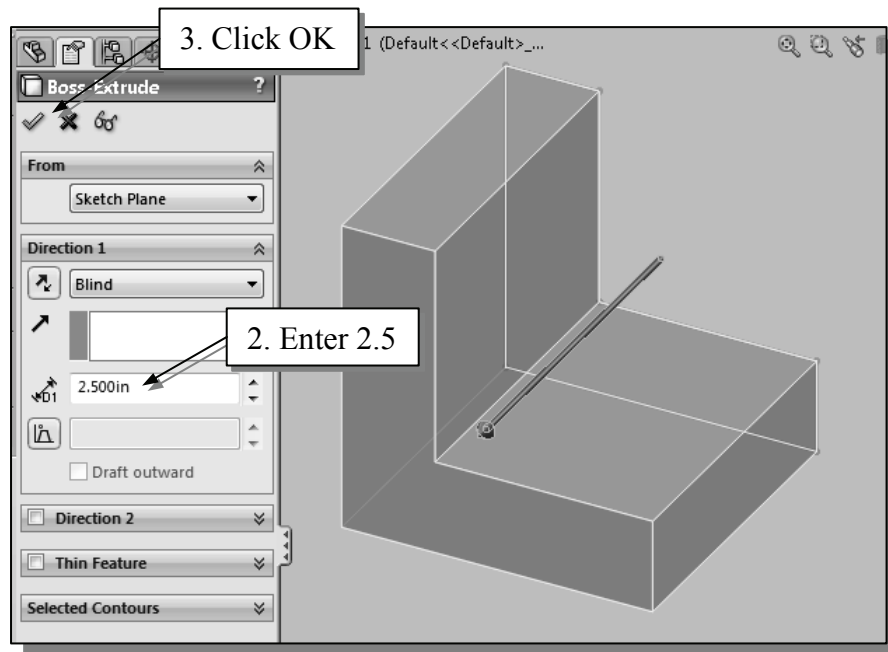 3. Click OK
1 (Default<<Default>_...
Boss-Extrude ?
From
Sketch Plane
Direction 1
Blind
2. Enter 2.5
D1 2.500in
Draft outward
Direction 2
Thin Feature
Selected Contours